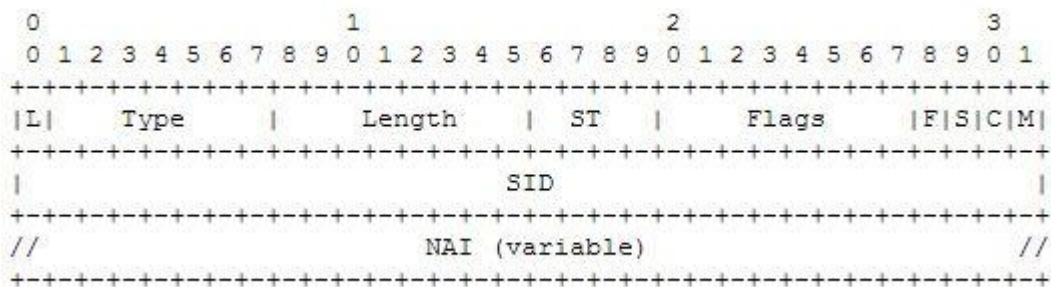 0                   1                   2                   3
 0 1 2 3 4 5 6 7 8 9 0 1 2 3 4 5 6 7 8 9 0 1 2 3 4 5 6 7 8 9 0 1
+-+-+-+-+-+-+-+-+-+-+-+-+-+-+-+-+-+-+-+-+-+-+-+-+-+-+-+-+-+-+-+-+
|L|    Type     |     Length    |  ST   |     Flags     |F|S|C|M|
+-+-+-+-+-+-+-+-+-+-+-+-+-+-+-+-+-+-+-+-+-+-+-+-+-+-+-+-+-+-+-+-+
|                              SID                              |
+-+-+-+-+-+-+-+-+-+-+-+-+-+-+-+-+-+-+-+-+-+-+-+-+-+-+-+-+-+-+-+-+
//                        NAI (variable)                       //
+-+-+-+-+-+-+-+-+-+-+-+-+-+-+-+-+-+-+-+-+-+-+-+-+-+-+-+-+-+-+-+-+